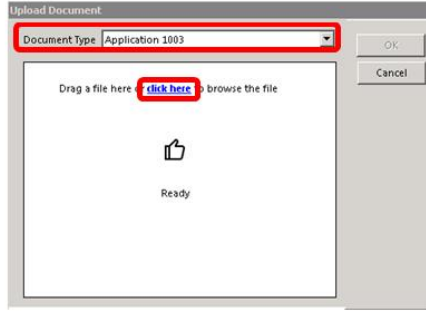 Upload Document
Document Type Application 1003
OK
Cancel
Drag a file here or click here to browse the file
Ready